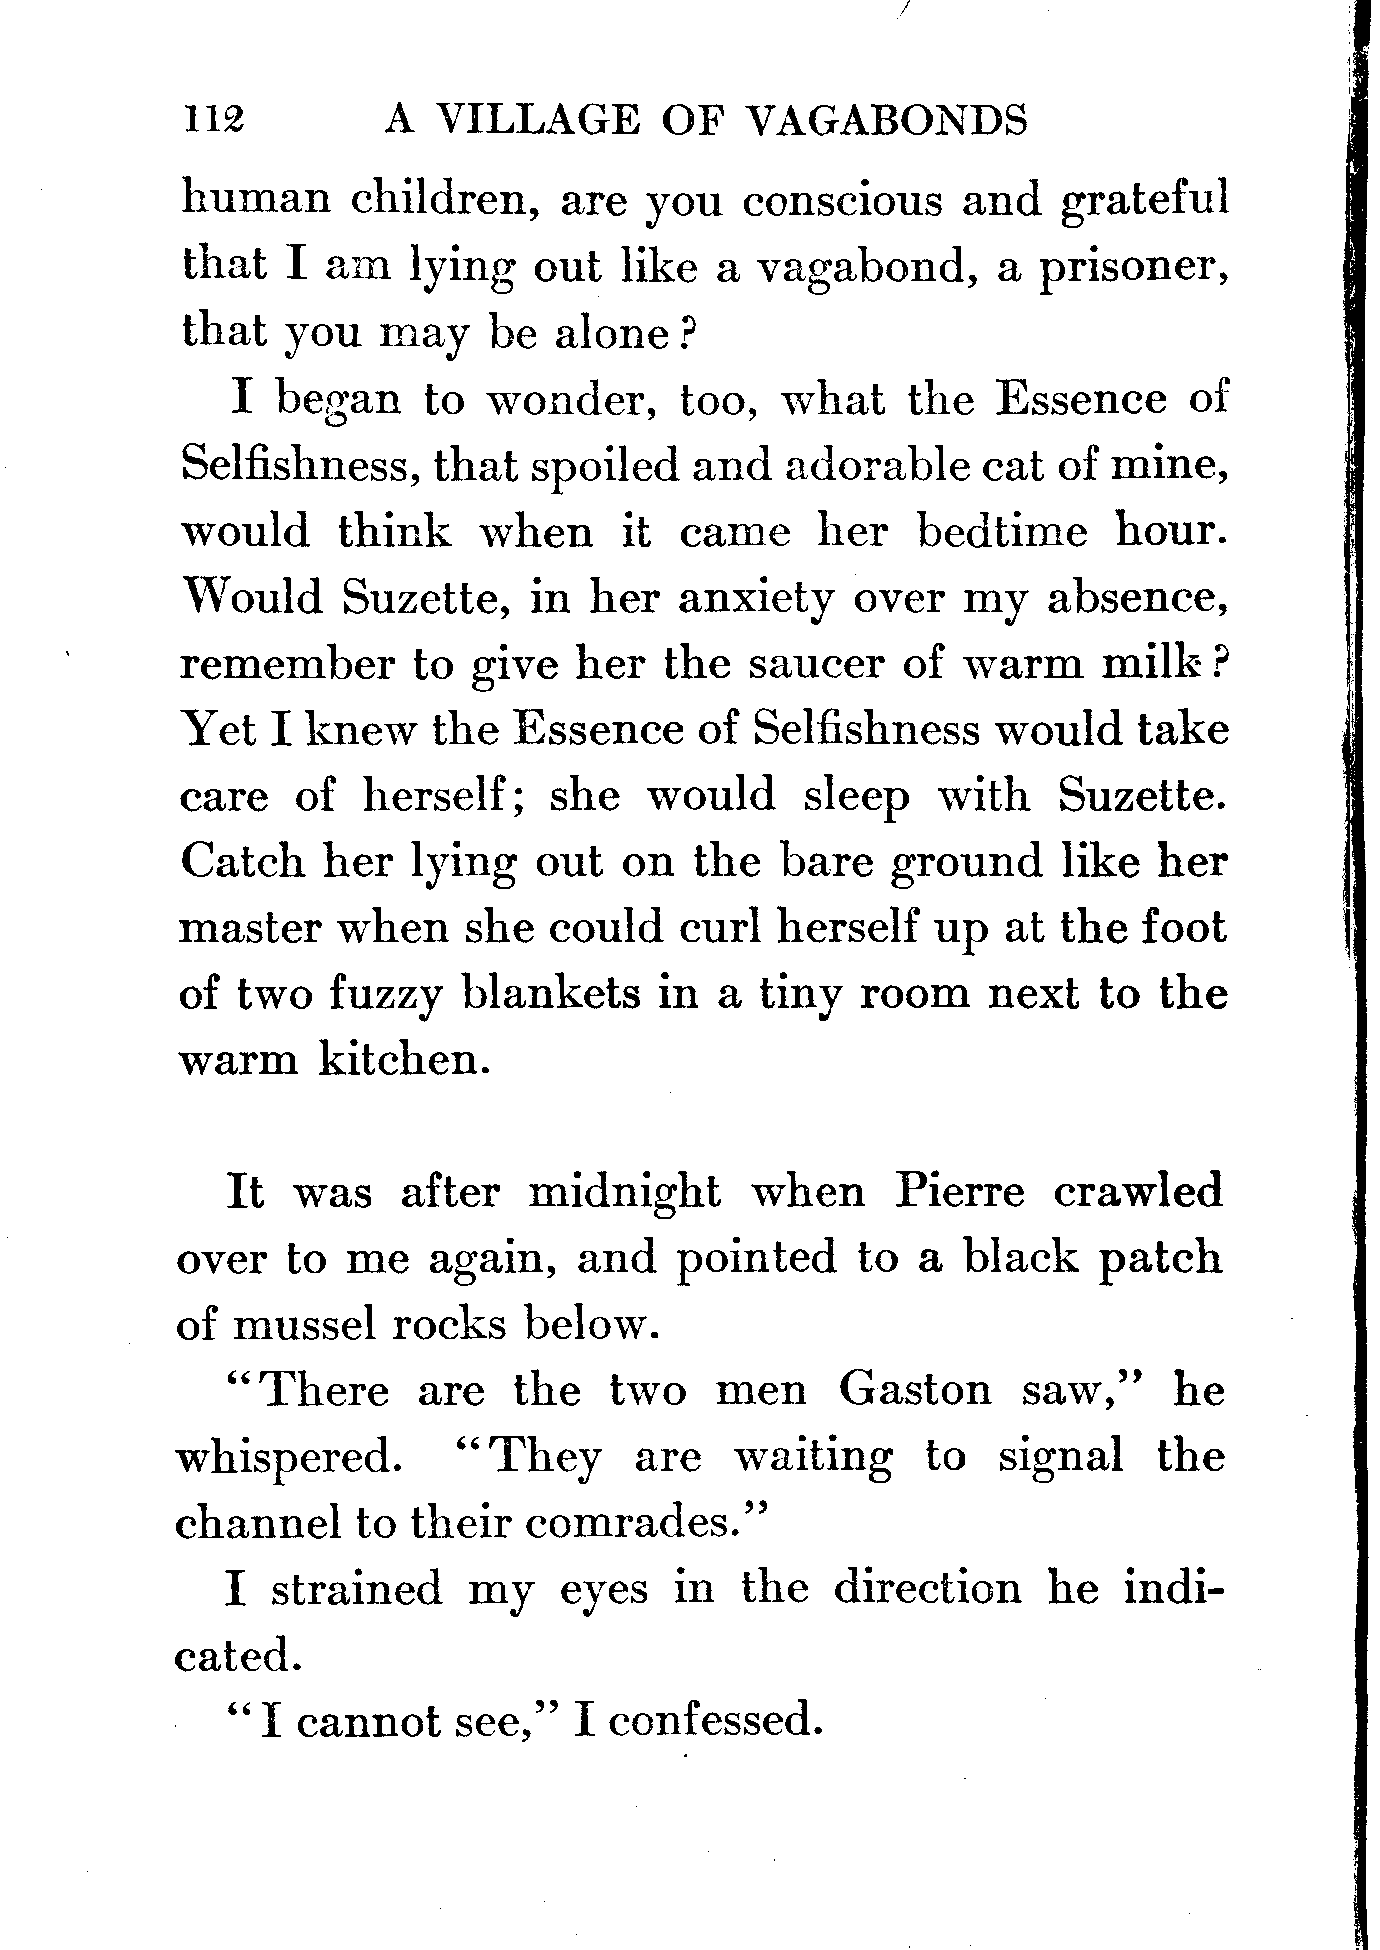 112 A VILLAGE OF VAGABONDS
human children, are you conscious and grateful
that I am lying out like a vagabond, a prisoner,
that you may be alone?
I began to wonder, too, what the Essence of
Selfishness, that spoiled and adorable cat of mine,
would think when it came her bedtime hour.
Would Suzette, in her anxiety over my absence,
remember to give her the saucer of warm milk?
Yet I knew the Essence of Selfishness would take
care of herself; she would sleep with Suzette.
Catch her lying out on the bare ground like her
master when she could curl herself up at the foot
of two fuzzy blankets in a tiny room next to the
warm kitchen.
It was after midnight when Pierre crawled
over to me again, and pointed to a black patch
of mussel rocks below.
“There are the two men Gaston saw,” he
whispered. “They are waiting to signal the
channel to their comrades.”
I strained my eyes in the direction he indi-
cated.
“I cannot see,” I confessed.